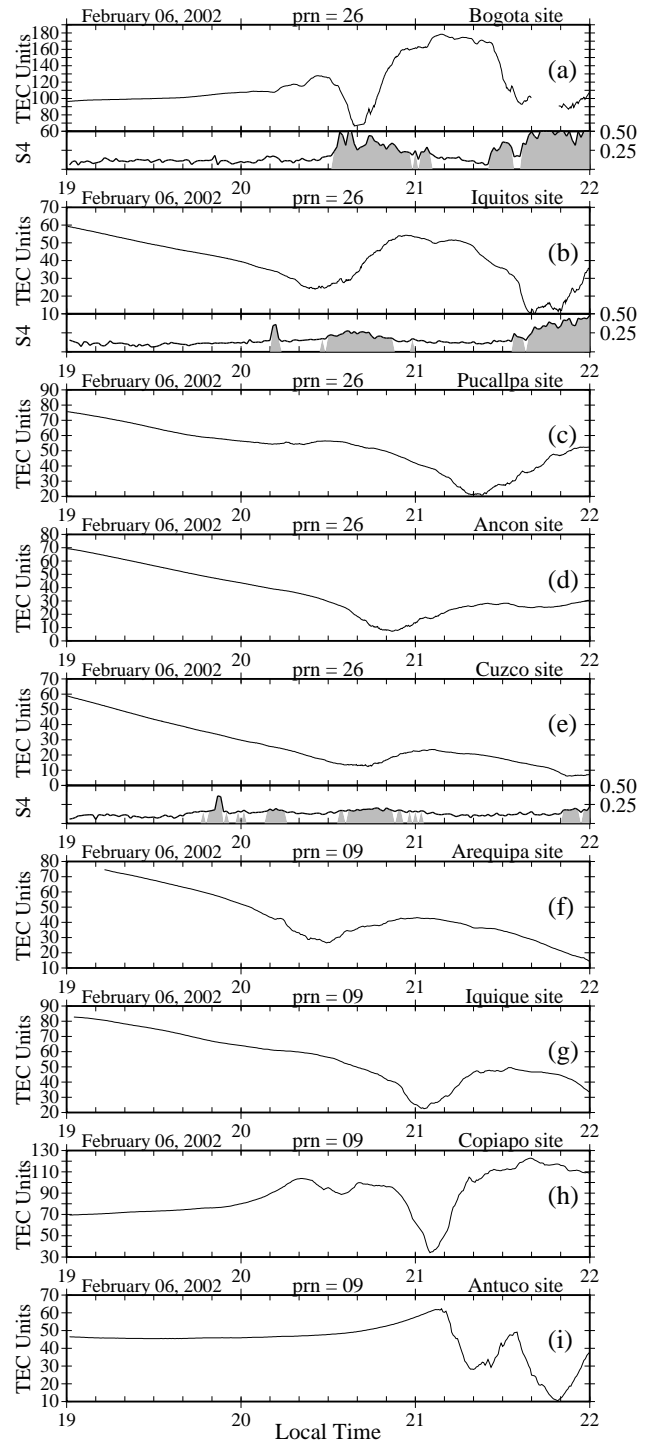 February 06, 2002 prn = 26 Bogota site
TEC Units
180
160
140
120
100
80
60
(a)
S4
0.50
0.25
19 20 21 22
February 06, 2002 prn = 26 Iquitos site
TEC Units
70
60
50
40
30
20
10
(b)
S4
0.50
0.25
19 20 21 22
February 06, 2002 prn = 26 Pucallpa site
TEC Units
90
80
70
60
50
40
30
20
(c)
19 20 21 22
February 06, 2002 prn = 26 Ancon site
TEC Units
80
70
60
50
40
30
20
10
0
(d)
19 20 21 22
February 06, 2002 prn = 26 Cuzco site
TEC Units
70
60
50
40
30
20
10
0
(e)
S4
0.50
0.25
19 20 21 22
February 06, 2002 prn = 09 Arequipa site
TEC Units
80
70
60
50
40
30
20
10
(f)
19 20 21 22
February 06, 2002 prn = 09 Iquique site
TEC Units
90
80
70
60
50
40
30
20
(g)
19 20 21 22
February 06, 2002 prn = 09 Copiapo site
TEC Units
130
110
90
70
50
30
(h)
19 20 21 22
February 06, 2002 prn = 09 Antuco site
TEC Units
70
60
50
40
30
20
10
(i)
19 20 21 22
Local Time